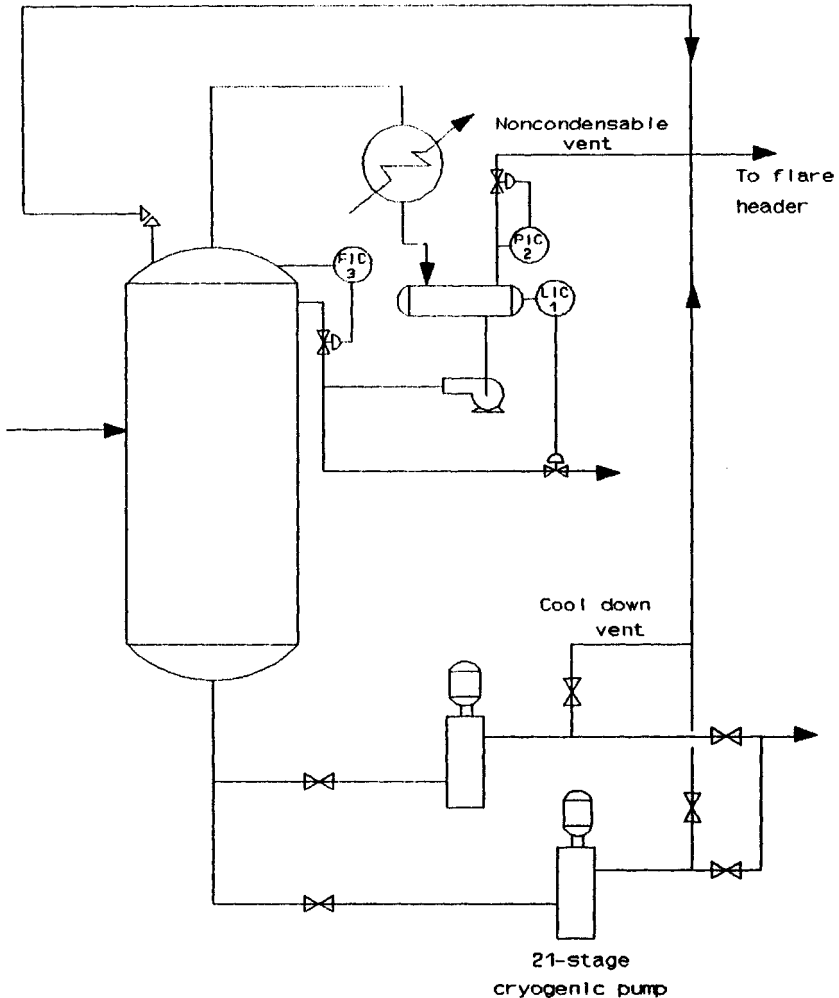 Noncondensable
vent
To flare
header
PIC
2
FIC
3
LIC
1
Cool down
vent
21-stage
cryogenic pump